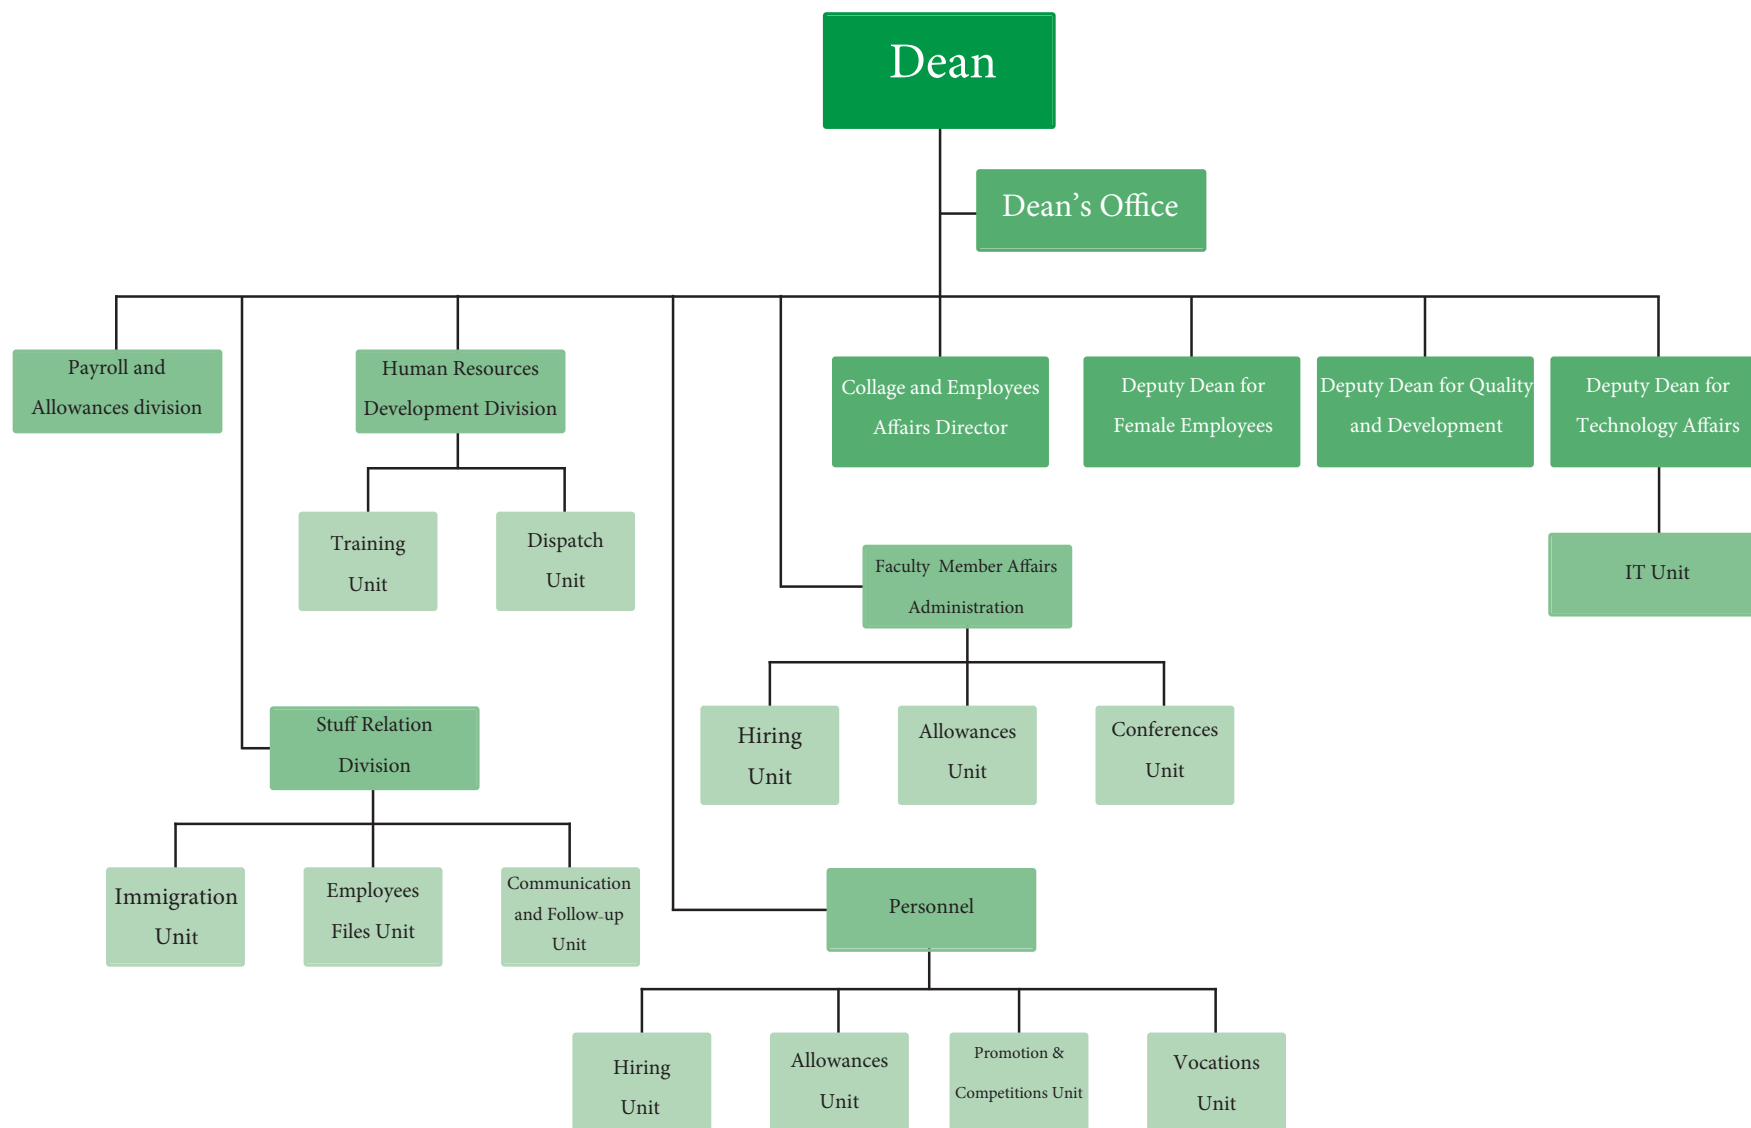 Dean
Dean’s Office
Payroll and
Allowances division
Human Resources
Development Division
Collage and Employees
Affairs Director
Deputy Dean for
Female Employees
Deputy Dean for Quality
and Development
Deputy Dean for
Technology Affairs
Training
Unit
Dispatch
Unit
Faculty Member Affairs
Administration
IT Unit
Stuff Relation
Division
Hiring
Unit
Allowances
Unit
Conferences
Unit
Immigration
Unit
Employees
Files Unit
Communication
and Follow-up
Unit
Personnel
Hiring
Unit
Allowances
Unit
Promotion &
Competitions Unit
Vocations
Unit